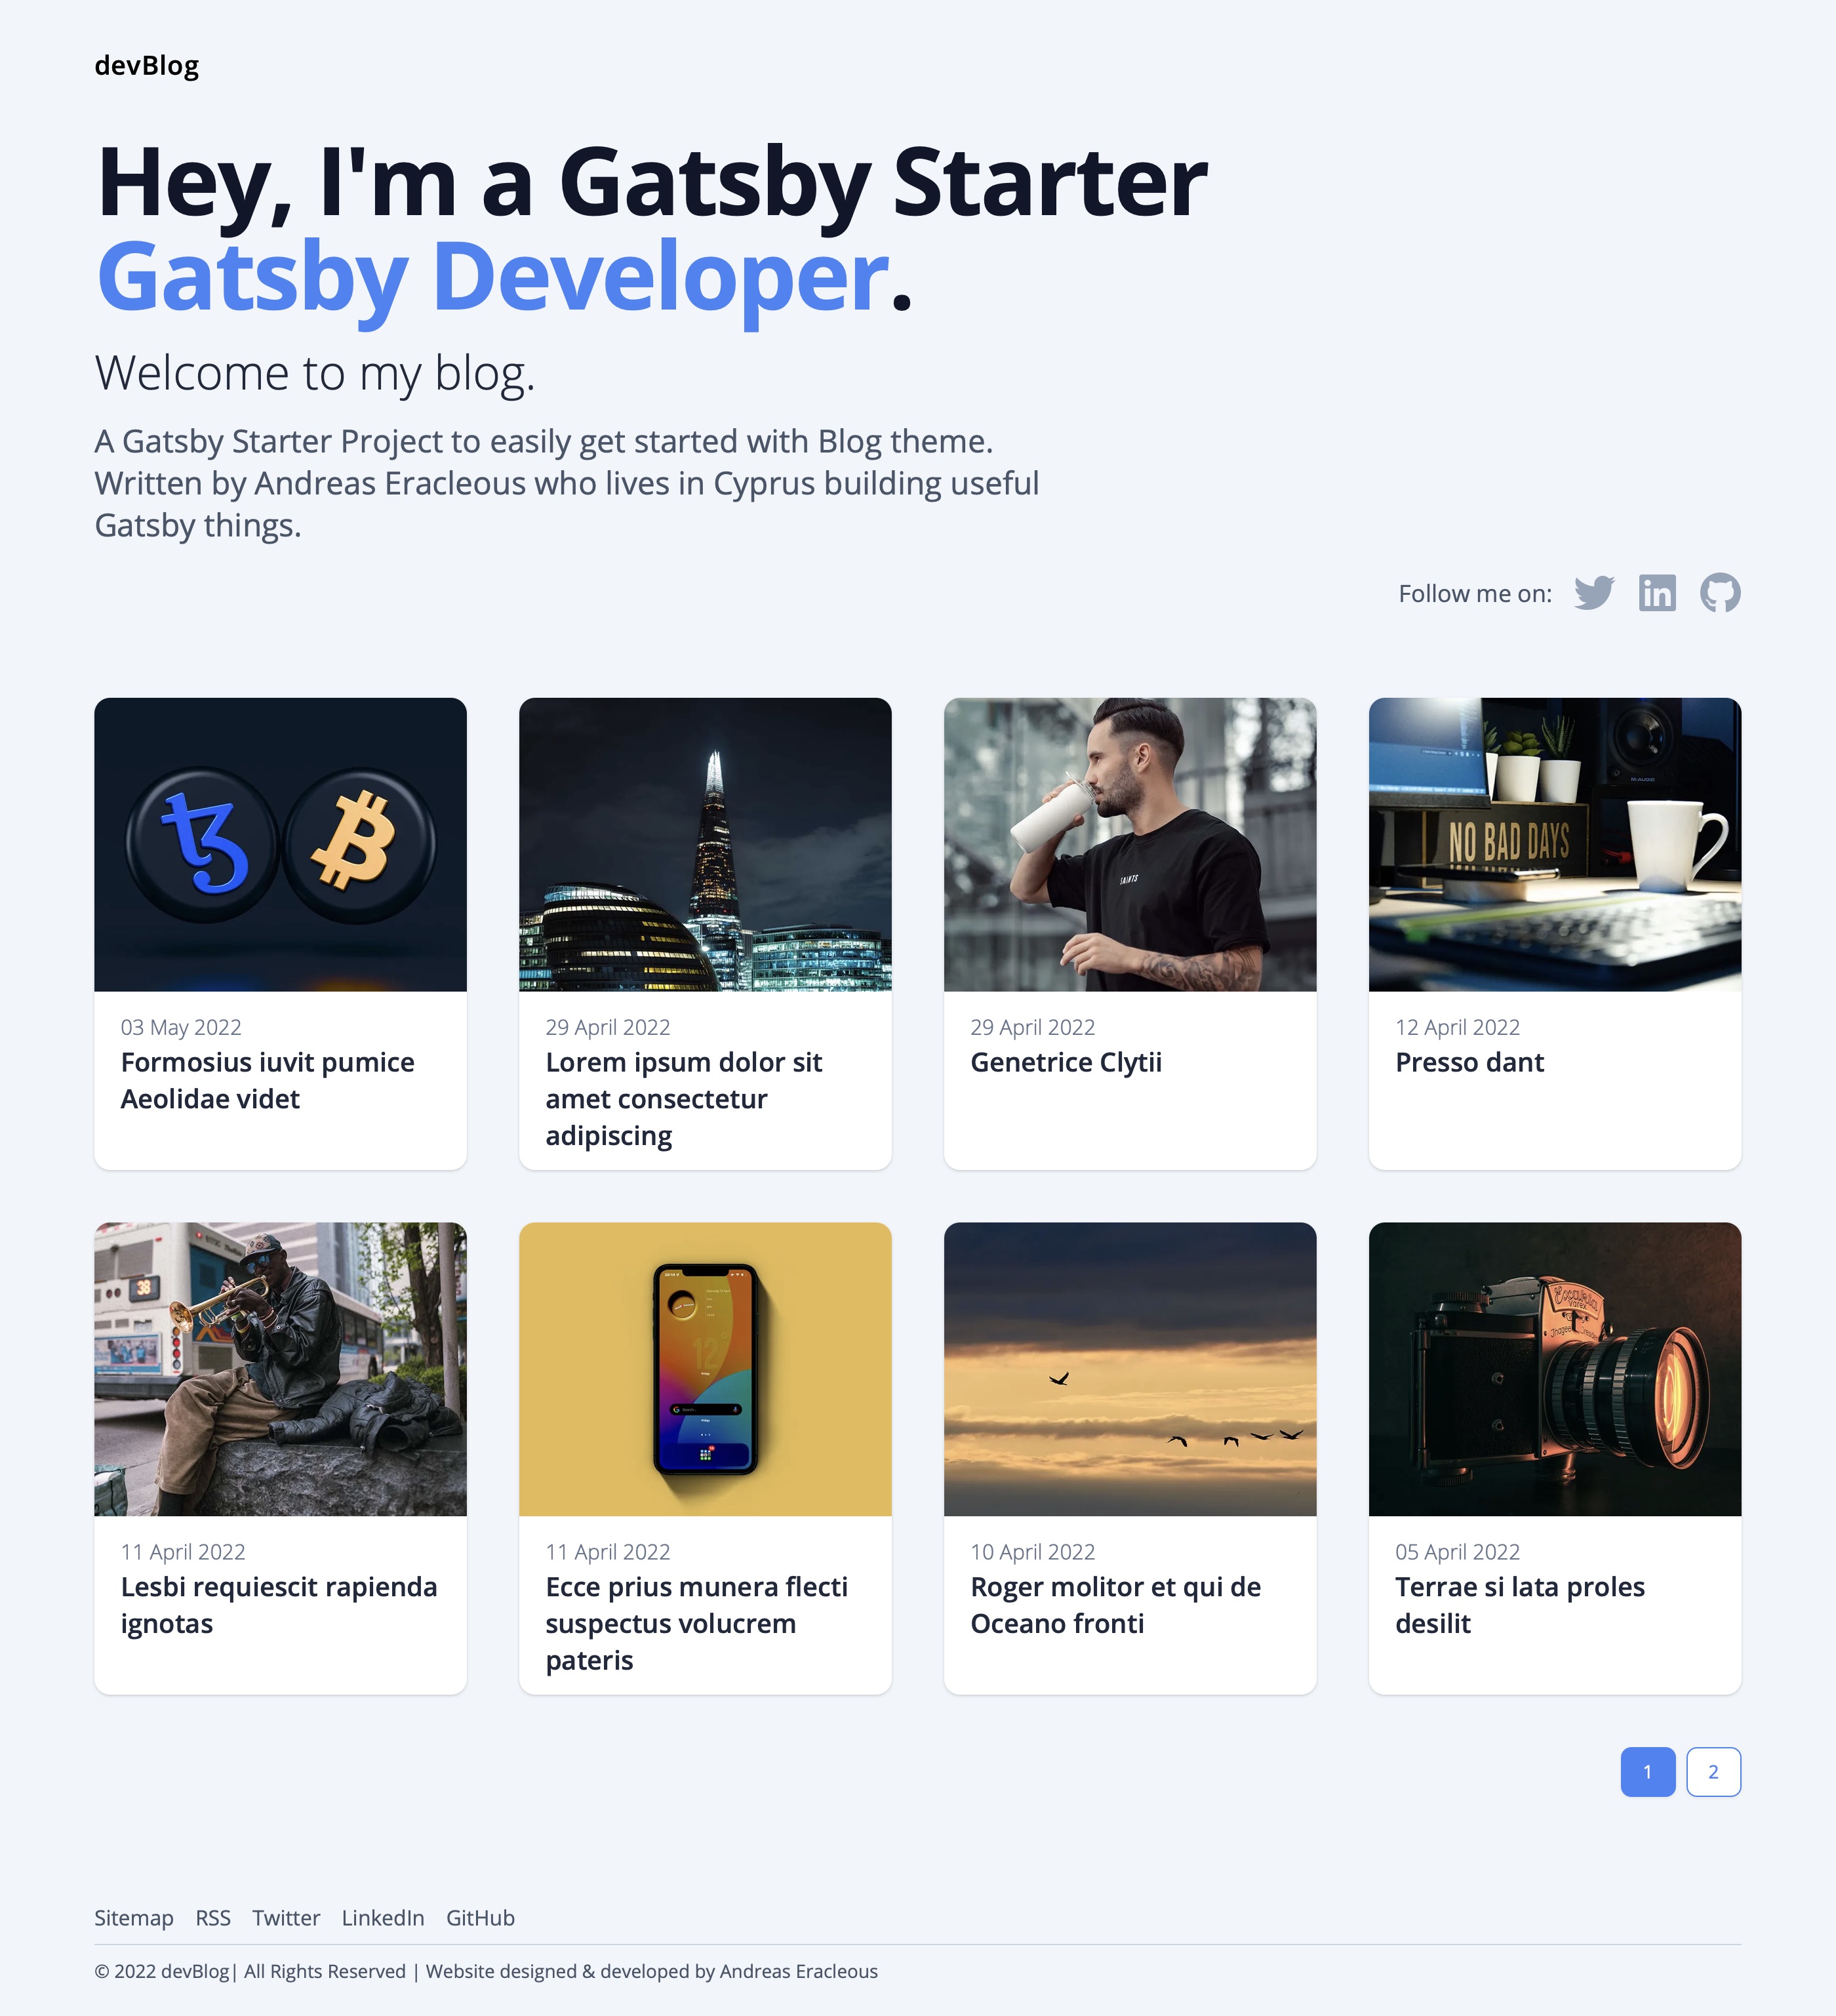 devBlog
Hey, I'm a Gatsby Starter
Gatsby Developer.
Welcome to my blog.
A Gatsby Starter Project to easily get started with Blog theme.
Written by Andreas Eracleous who lives in Cyprus building useful
Gatsby things.
Follow me on:
SAINTS
M-AUDIO
NO BAD DAYS
03 May 2022
Formosius iuvit pumice
Aeolidae videt
29 April 2022
Lorem ipsum dolor sit
amet consectetur
adipiscing
29 April 2022
Genetrice Clytii
12 April 2022
Presso dant
38
12
Varex
11 April 2022
Lesbi requiescit rapienda
ignotas
11 April 2022
Ecce prius munera flecti
suspectus volucrem
pateris
10 April 2022
Roger molitor et qui de
Oceano fronti
05 April 2022
Terrae si lata proles
desilit
1
2
Sitemap
RSS
Twitter
LinkedIn
GitHub
© 2022 devBlog| All Rights Reserved | Website designed & developed by Andreas Eracleous